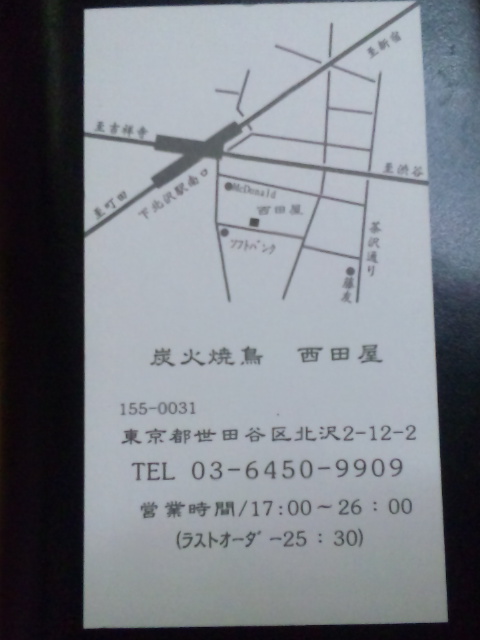 至新宿
至吉祥寺
至渋谷
至町田
下北沢駅南口
McDonald
西田屋
ソフトバンク
茶沢通り
藤友
炭火焼鳥　西田屋
155-0031
東京都世田谷区北沢2-12-2
TEL 03-6450-9909
営業時間/17:00～26：00
(ラストオーダー25：30)